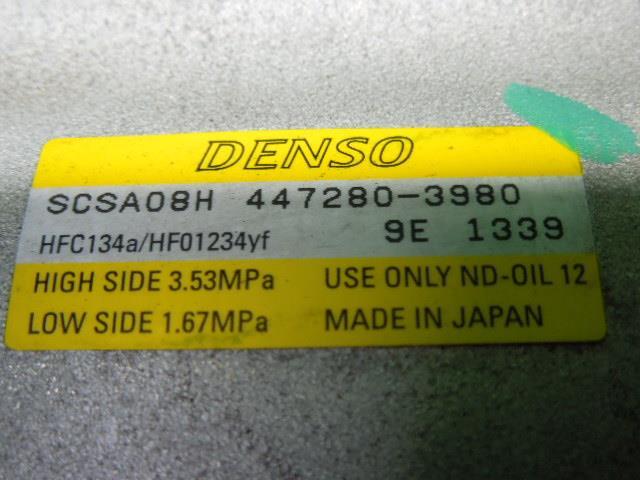 DENSO
SCSA08H 447280-3980
HFC134a/HFO1234yf 9E 1339
HIGH SIDE 3.53MPa USE ONLY ND-OIL 12
LOW SIDE 1.67MPa MADE IN JAPAN